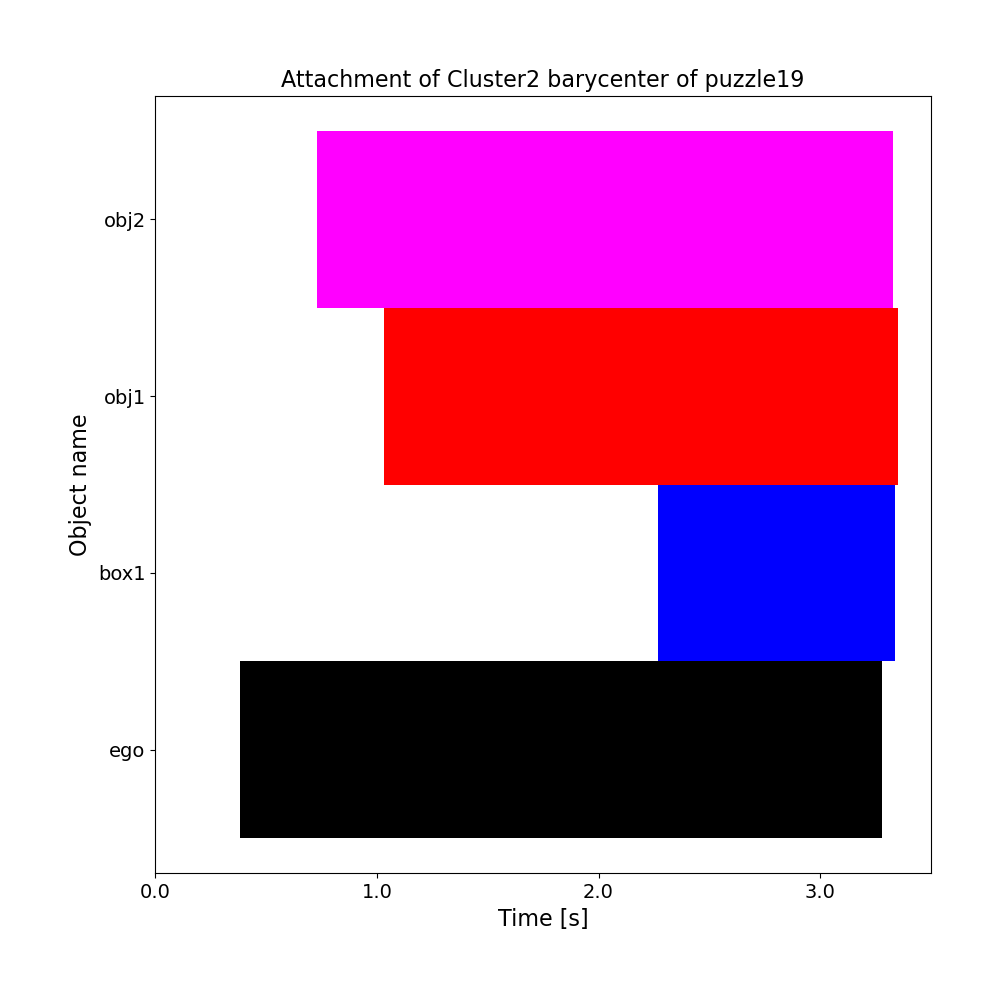 Attachment of Cluster2 barycenter of puzzle19
obj2
obj1
box1
ego
Object name
0.0 1.0 2.0 3.0
Time [s]